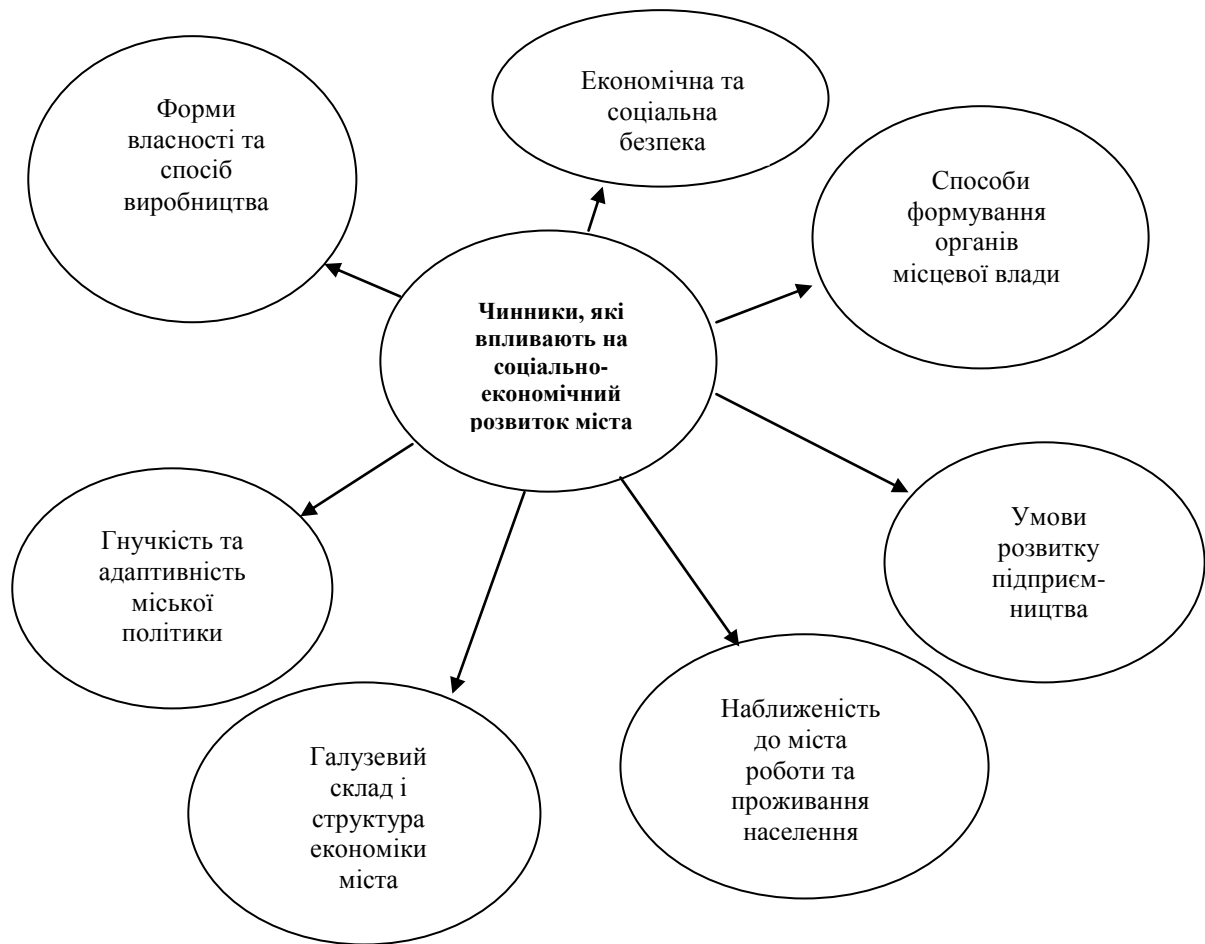 Форми
власності та
спосіб
виробництва
Економічна та
соціальна
безпека
Способи
формування
органів
місцевої влади
Чинники, які
впливають на
соціально-
економічний
розвиток міста
Гнучкість та
адаптивність
міської
політики
Умови
розвитку
підприєм-
ництва
Галузевий
склад і
структура
економіки
міста
Наближеність
до міста
роботи та
проживання
населення